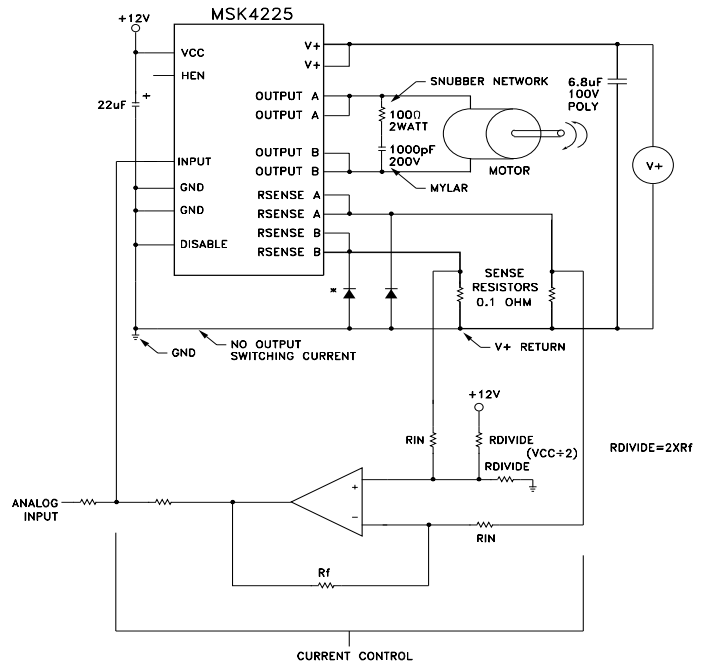 MSK4225
+12V
VCC
HEN
22uF
+
INPUT
GND
GND
DISABLE
V+
V+
OUTPUT A
OUTPUT A
OUTPUT B
OUTPUT B
RSENSE A
RSENSE A
RSENSE B
RSENSE B
SNUBBER NETWORK
100Ω
2WATT
1000pF
200V
MYLAR
MOTOR
6.8uF
100V
POLY
V+
*
SENSE
RESISTORS
0.1 OHM
GND
NO OUTPUT
SWITCHING CURRENT
V+ RETURN
+12V
RIN
RDIVIDE
(VCC÷2)
RDIVIDE
RDIVIDE=2XRf
ANALOG
INPUT
+
−
RIN
Rf
CURRENT CONTROL